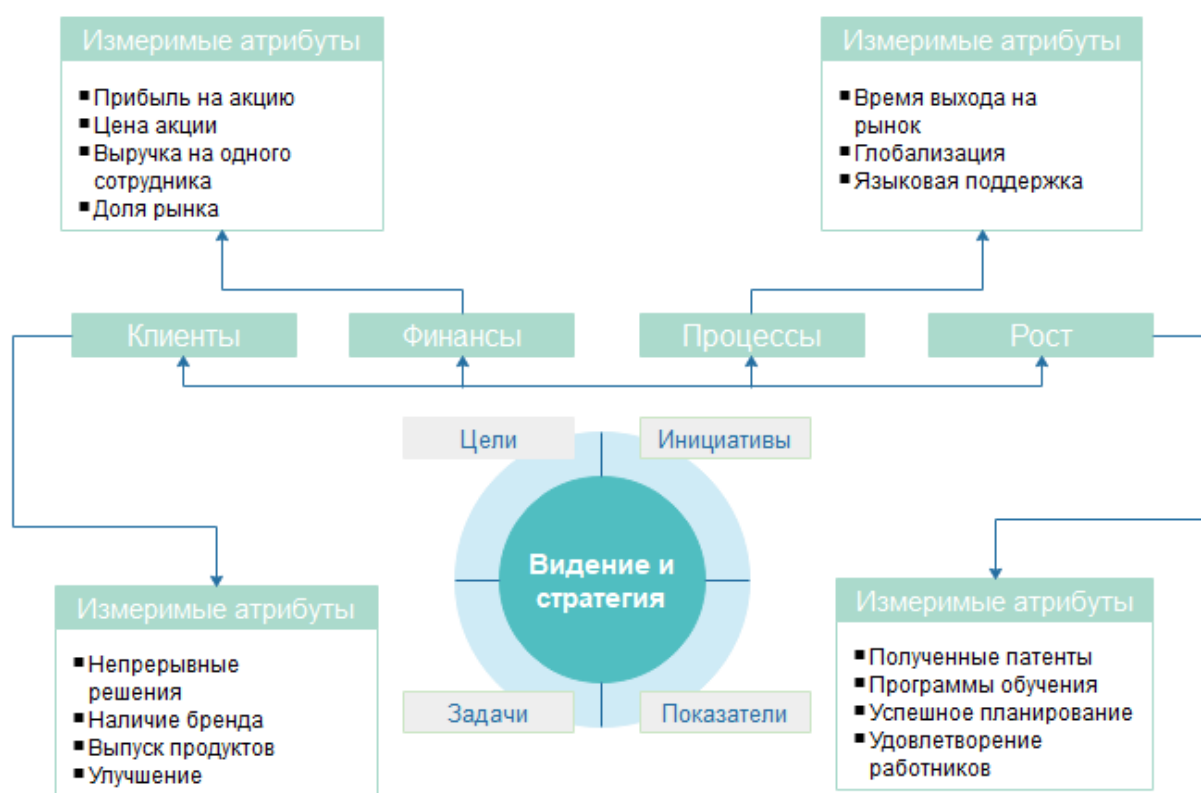 Измеримые атрибуты
▪ Прибыль на акцию
▪ Цена акции
▪ Выручка на одного
сотрудника
▪ Доля рынка
Измеримые атрибуты
▪ Время выхода на
рынок
▪ Глобализация
▪ Языковая поддержка
Клиенты
Финансы
Процессы
Рост
Цели
Инициативы
Видение и
стратегия
Задачи
Показатели
Измеримые атрибуты
▪ Непрерывные
решения
▪ Наличие бренда
▪ Выпуск продуктов
▪ Улучшение
Измеримые атрибуты
▪ Полученные патенты
▪ Программы обучения
▪ Успешное планирование
▪ Удовлетворение
работников